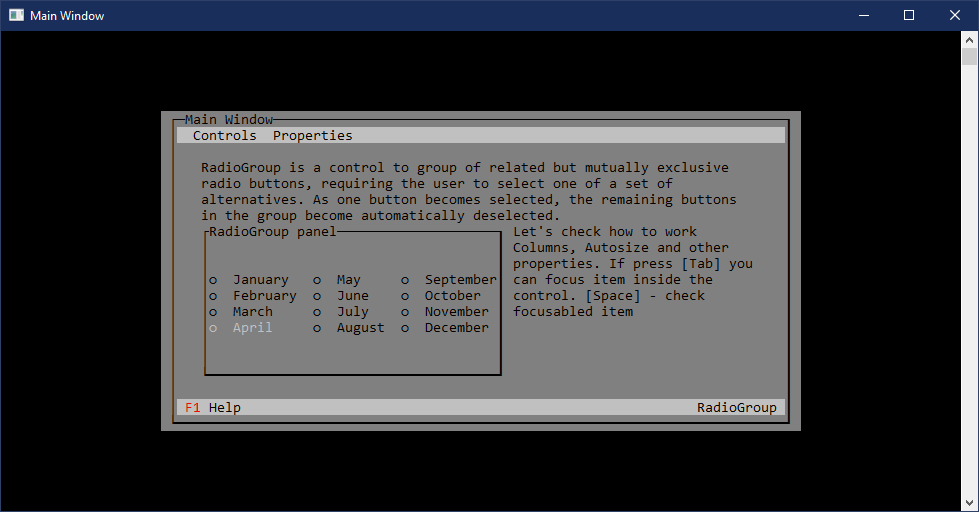 Main Window
Main Window
Controls Properties
RadioGroup is a control to group of related but mutually exclusive
radio buttons, requiring the user to select one of a set of
alternatives. As one button becomes selected, the remaining buttons
in the group become automatically deselected.
RadioGroup panel
o January o May o September
o February o June o October
o March o July o November
o April o August o December
Let's check how to work
Columns, Autosize and other
properties. If press [Tab] you
can focus item inside the
control. [Space] - check
focusabled item
F1 Help RadioGroup